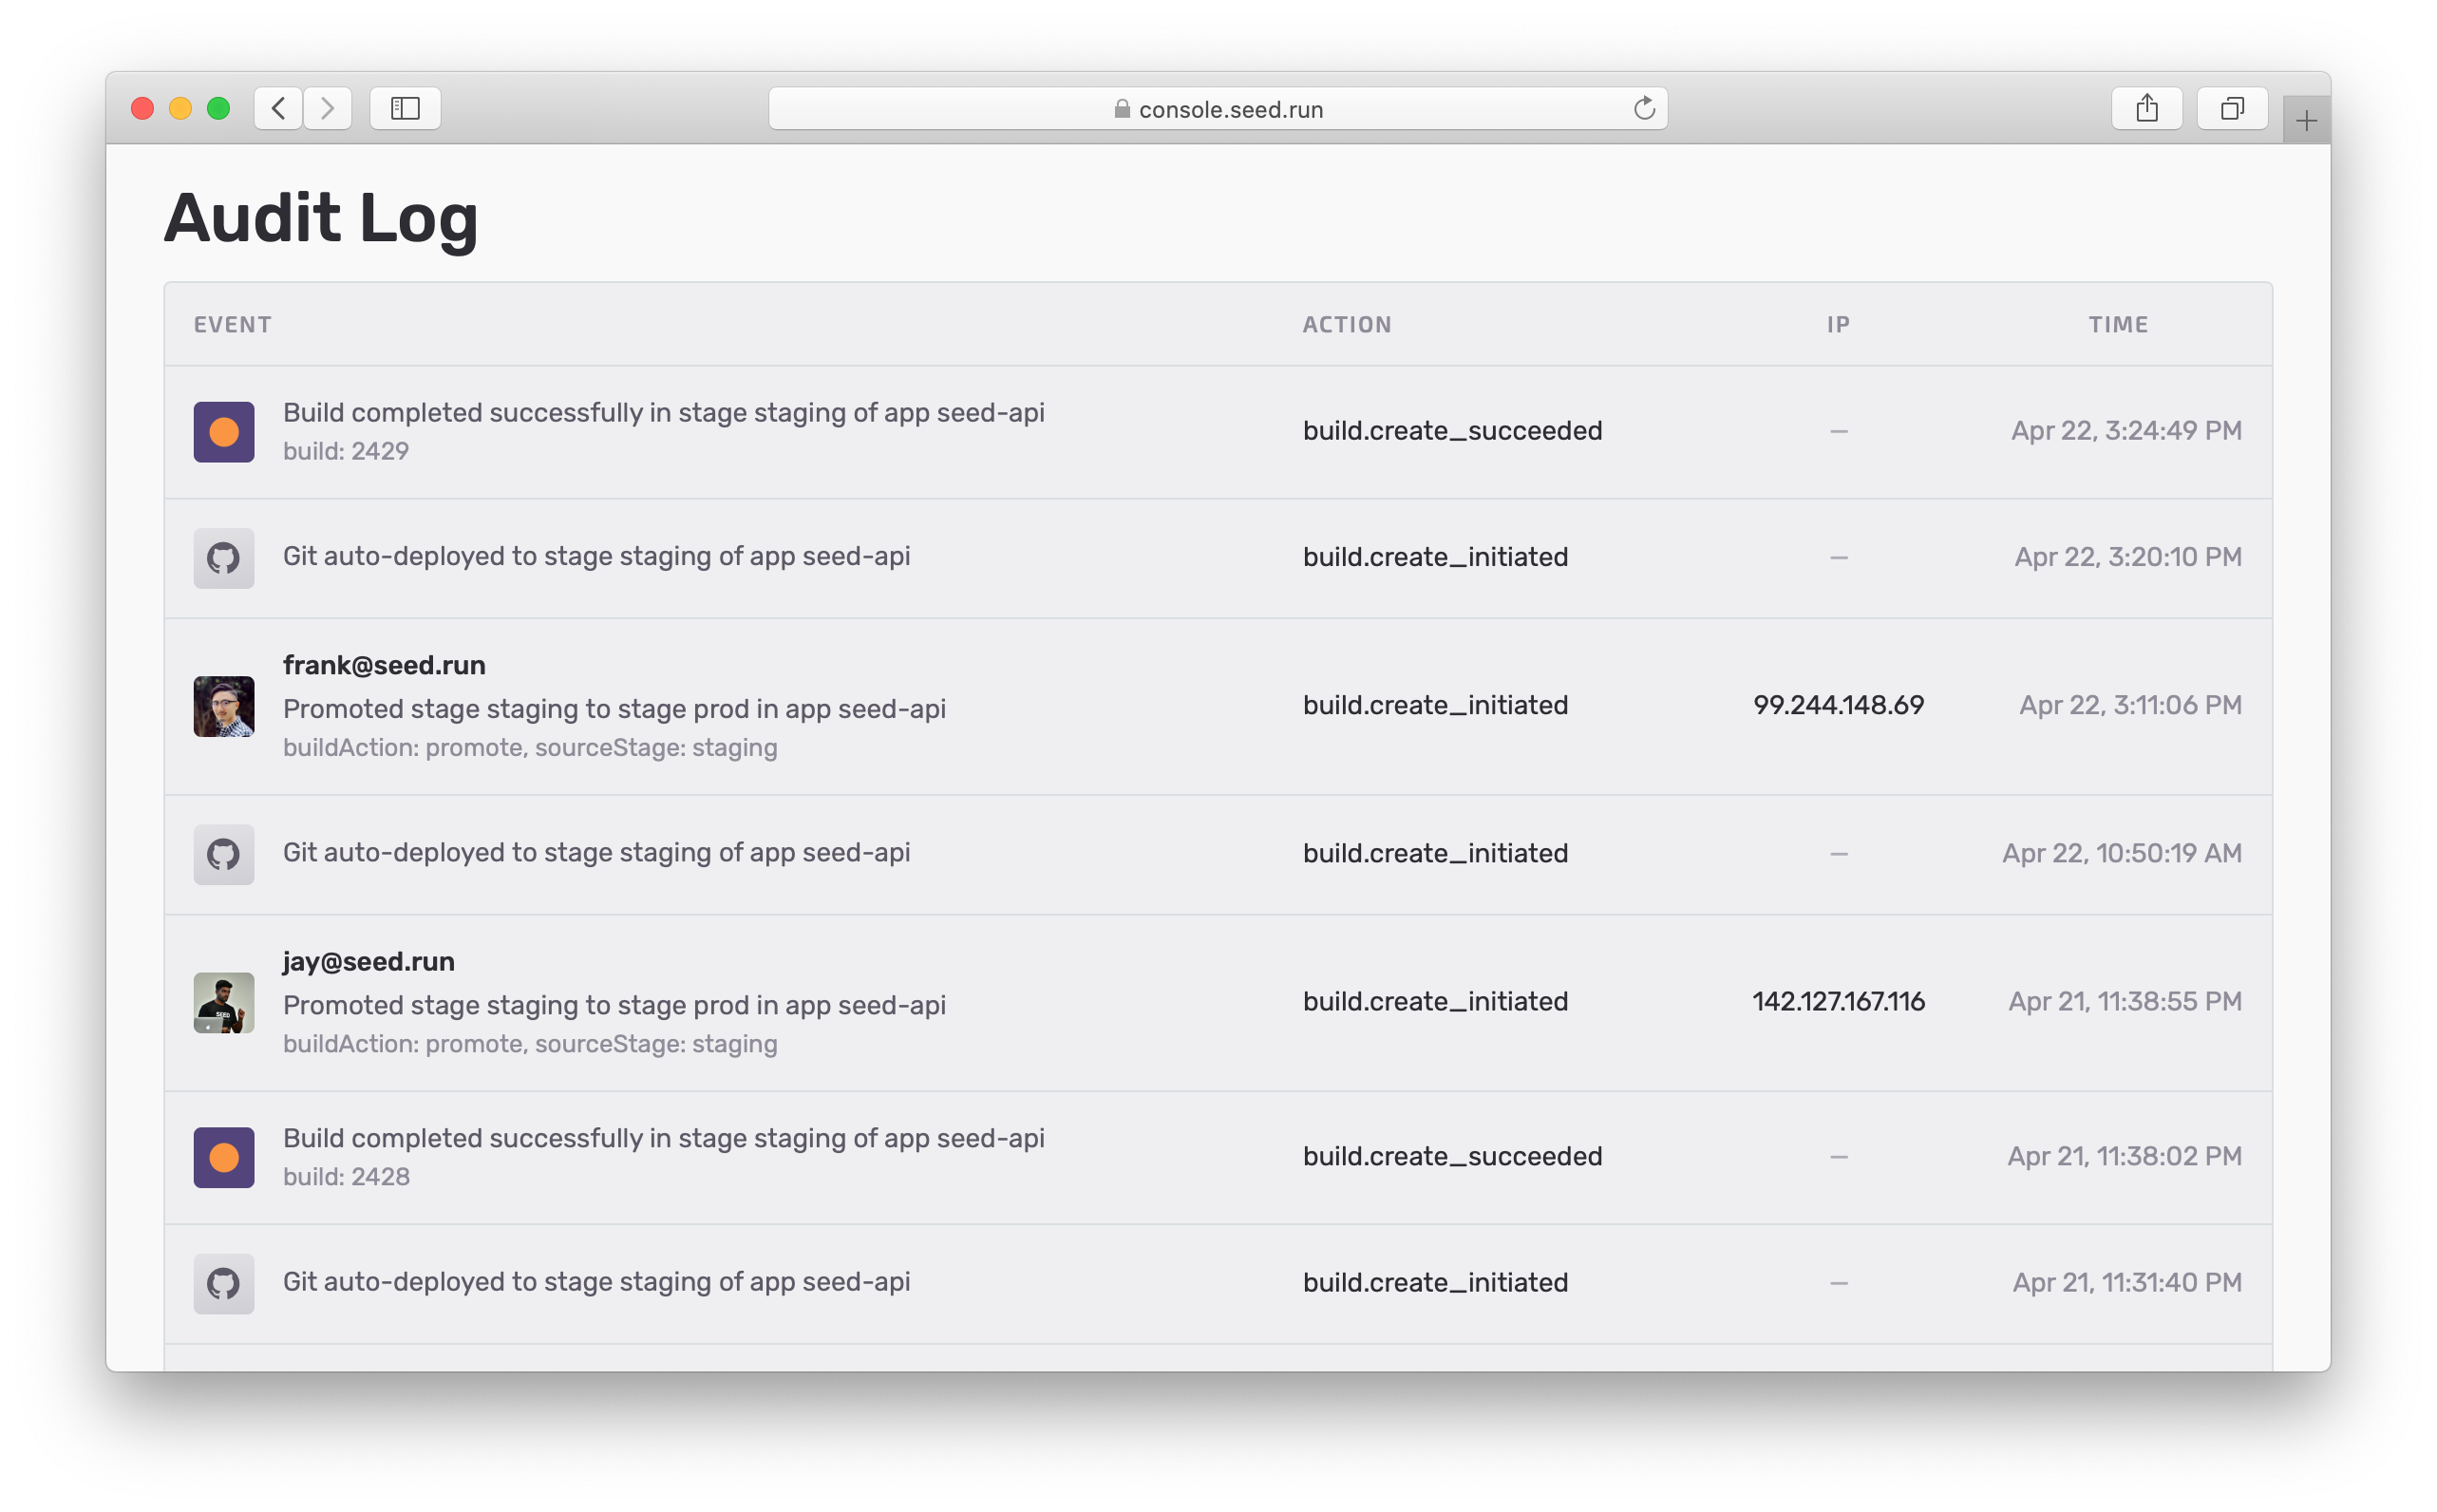 console.seed.run
Audit Log
EVENT ACTION IP TIME
Build completed successfully in stage staging of app seed-api
build: 2429
build.create_succeeded — Apr 22, 3:24:49 PM
Git auto-deployed to stage staging of app seed-api build.create_initiated — Apr 22, 3:20:10 PM
frank@seed.run
Promoted stage staging to stage prod in app seed-api
buildAction: promote, sourceStage: staging
build.create_initiated 99.244.148.69 Apr 22, 3:11:06 PM
Git auto-deployed to stage staging of app seed-api build.create_initiated — Apr 22, 10:50:19 AM
jay@seed.run
Promoted stage staging to stage prod in app seed-api
buildAction: promote, sourceStage: staging
build.create_initiated 142.127.167.116 Apr 21, 11:38:55 PM
SEED
Build completed successfully in stage staging of app seed-api
build: 2428
build.create_succeeded — Apr 21, 11:38:02 PM
Git auto-deployed to stage staging of app seed-api build.create_initiated — Apr 21, 11:31:40 PM